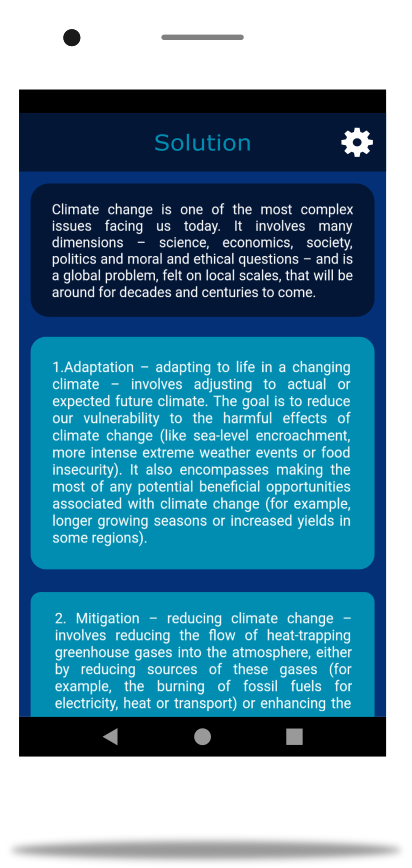 Solution
Climate change is one of the most complex
issues facing us today. It involves many
dimensions – science, economics, society,
politics and moral and ethical questions – and is
a global problem, felt on local scales, that will be
around for decades and centuries to come.
1.Adaptation – adapting to life in a changing
climate – involves adjusting to actual or
expected future climate. The goal is to reduce
our vulnerability to the harmful effects of
climate change (like sea-level encroachment,
more intense extreme weather events or food
insecurity). It also encompasses making the
most of any potential beneficial opportunities
associated with climate change (for example,
longer growing seasons or increased yields in
some regions).
2. Mitigation – reducing climate change –
involves reducing the flow of heat-trapping
greenhouse gases into the atmosphere, either
by reducing sources of these gases (for
example, the burning of fossil fuels for
electricity, heat or transport) or enhancing the